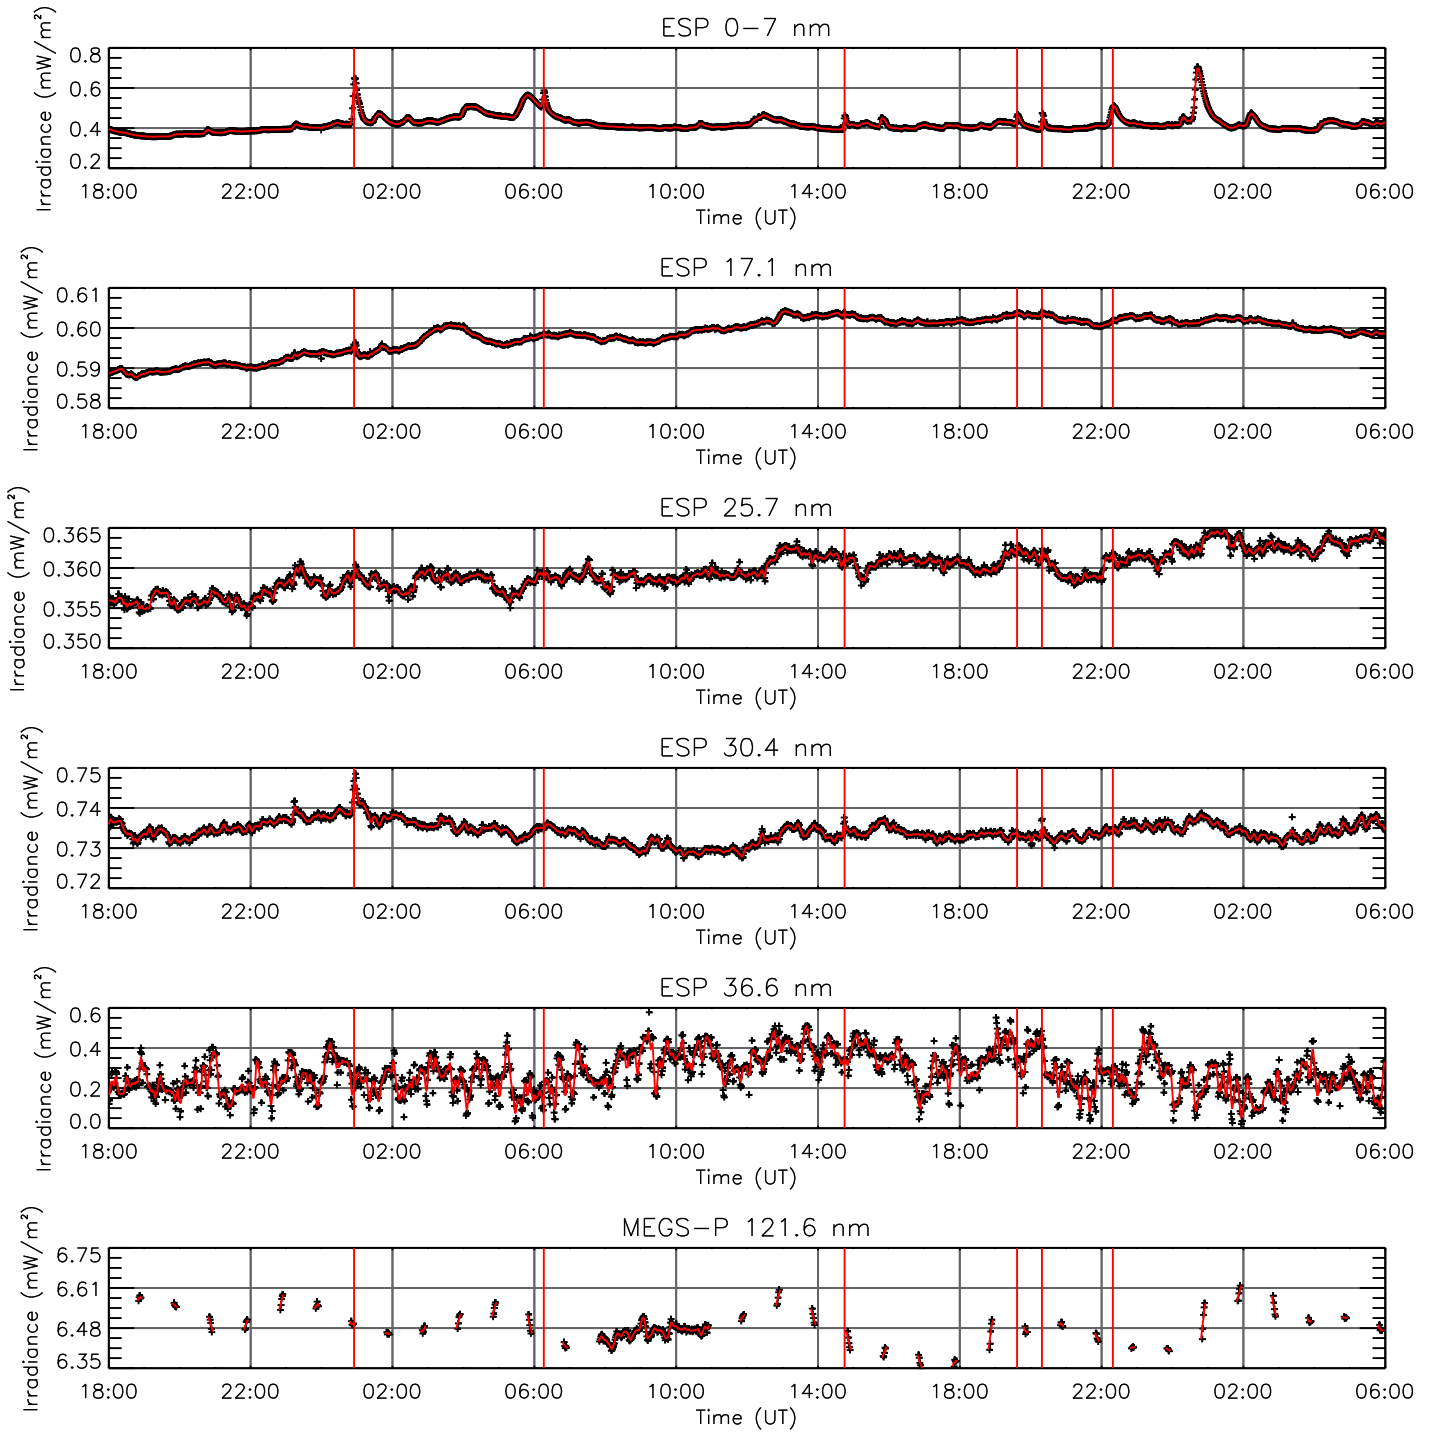 ESP 0-7 nm
Irradiance (mW/m²)
0.8
0.6
0.4
0.2
18:00 22:00 02:00 06:00 10:00 14:00 18:00 22:00 02:00 06:00
Time (UT)
ESP 17.1 nm
Irradiance (mW/m²)
0.61
0.60
0.59
0.58
18:00 22:00 02:00 06:00 10:00 14:00 18:00 22:00 02:00 06:00
Time (UT)
ESP 25.7 nm
Irradiance (mW/m²)
0.365
0.360
0.355
0.350
18:00 22:00 02:00 06:00 10:00 14:00 18:00 22:00 02:00 06:00
Time (UT)
ESP 30.4 nm
Irradiance (mW/m²)
0.75
0.74
0.73
0.72
18:00 22:00 02:00 06:00 10:00 14:00 18:00 22:00 02:00 06:00
Time (UT)
ESP 36.6 nm
Irradiance (mW/m²)
0.6
0.4
0.2
0.0
18:00 22:00 02:00 06:00 10:00 14:00 18:00 22:00 02:00 06:00
Time (UT)
MEGS-P 121.6 nm
Irradiance (mW/m²)
6.75
6.61
6.48
6.35
18:00 22:00 02:00 06:00 10:00 14:00 18:00 22:00 02:00 06:00
Time (UT)